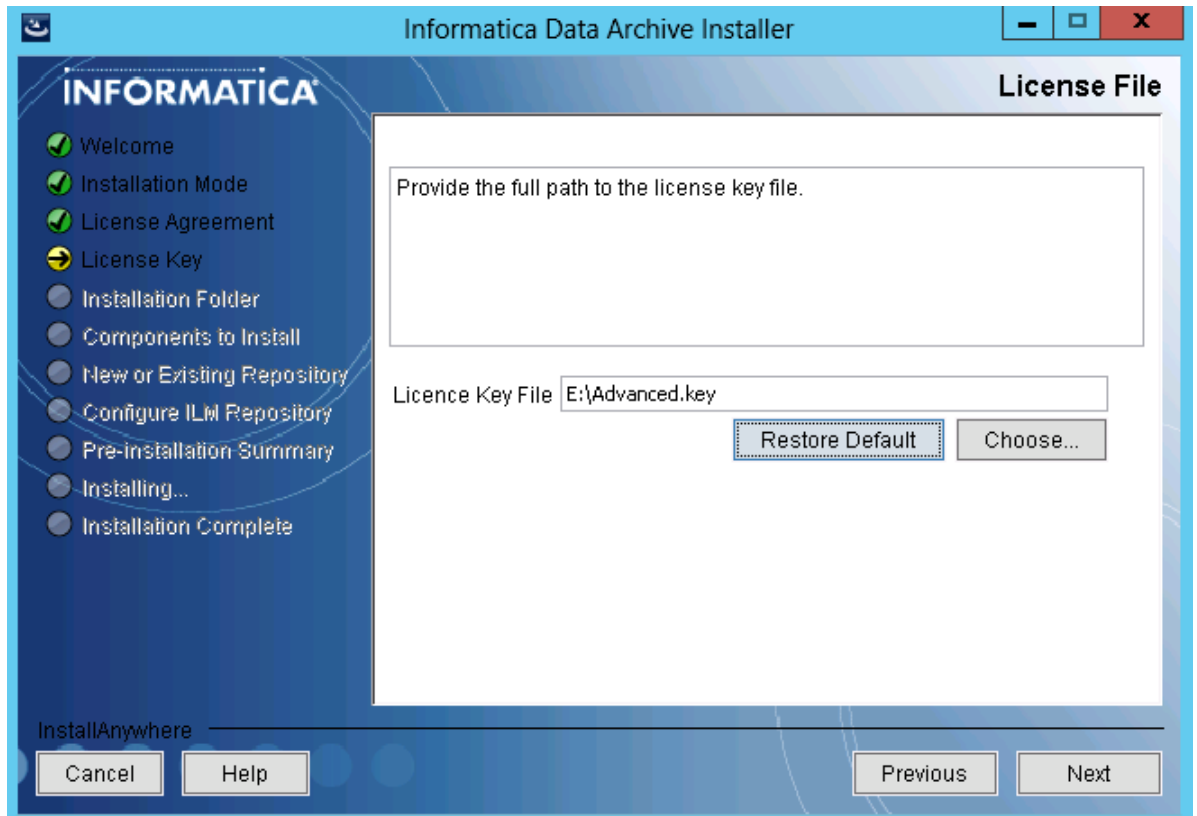 Informatica Data Archive Installer
INFORMATICA
License File
Welcome
Installation Mode
License Agreement
License Key
Installation Folder
Components to Install
New or Existing Repository
Configure ILM Repository
Pre-installation Summary
Installing...
Installation Complete
Provide the full path to the license key file.
Licence Key File E:\Advanced.key
Restore Default Choose...
InstallAnywhere
Cancel Help Previous Next